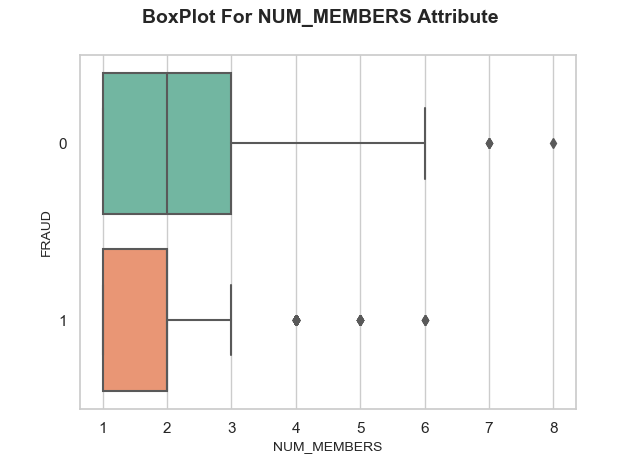 BoxPlot For NUM_MEMBERS Attribute
0
FRAUD
1
1 2 3 4 5 6 7 8
NUM_MEMBERS